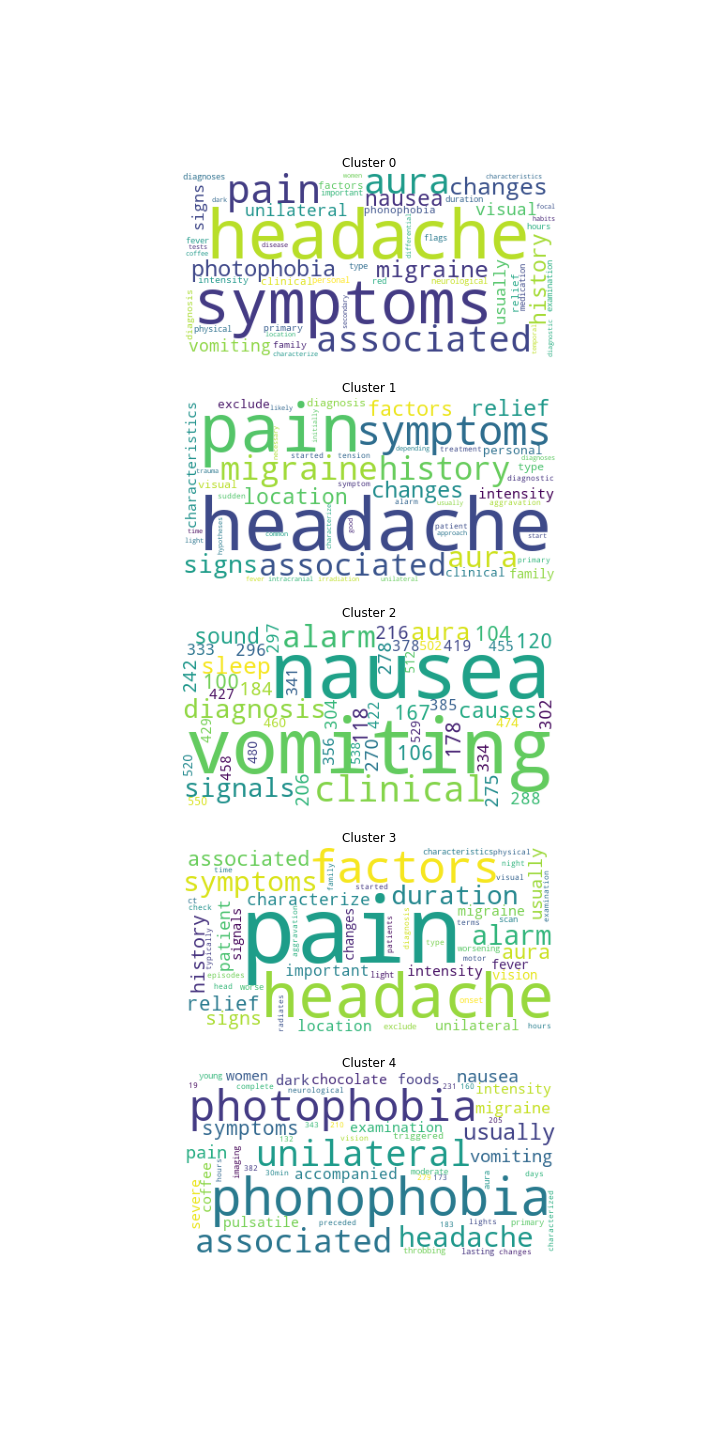 Cluster 0
diagnoses
women
characteristics
signs
dark
pain
factors
important
aura
nausea
duration
changes
focal
habits
hours
unilateral
phonophobia
visual
headache
fever
tests
coffee
disease
differential
flags
history
photophobia
type
migraine
intensity
clinical
personal
red
neurological
usually
relief
medication
examination
symptoms
secondary
diagnosis
physical
primary
location
associated
vomiting
family
characterize
diagnostic
Cluster 1
exclude
likely
diagnosis
initially
factors
relief
characteristics
pain
symptoms
started
tension
depending
treatment
personal
diagnoses
trauma
migraine
history
type
diagnostic
visual
symptom
sudden
location
changes
intensity
alarm
usually
aggravation
time
light
hypotheses
headache
common
characterize
good
patient
approach
start
signs
associated
aura
primary
clinical
family
fever
intracranial
irradiation
unilateral
Cluster 2
sound
297
alarm
216
aura
104
120
333
296
378
502
419
455
242
sleep
341
nausea
278
512
100
184
427
diagnosis
304
422
167
385
causes
302
429
460
118
474
vomiting
520
458
480
356
538
270
529
106
178
334
signals
206
clinical
275
288
550
Cluster 3
associated
factors
characteristics
physical
time
family
started
night
visual
usually
examination
symptoms
characterize
duration
ct
check
history
typically
patient
signals
pain
aggravation
changes
patients
diagnosis
migraine
terms
scan
type
alarm
worsening
aura
motor
important
light
intensity
fever
vision
episodes
head
worse
headache
onset
relief
signs
radiates
location
exclude
unilateral
hours
Cluster 4
young
women
19
complete
dark
neurological
chocolate
foods
nausea
231
160
intensity
photophobia
migraine
205
symptoms
343
examination
usually
132
vision
triggered
pain
unilateral
vomiting
imaging
hours
382
30min
accompanied
moderate
173
aura
days
coffee
severe
phonophobia
characterized
pulsatile
preceded
183
lights
primary
associated
headache
throbbing
lasting
changes